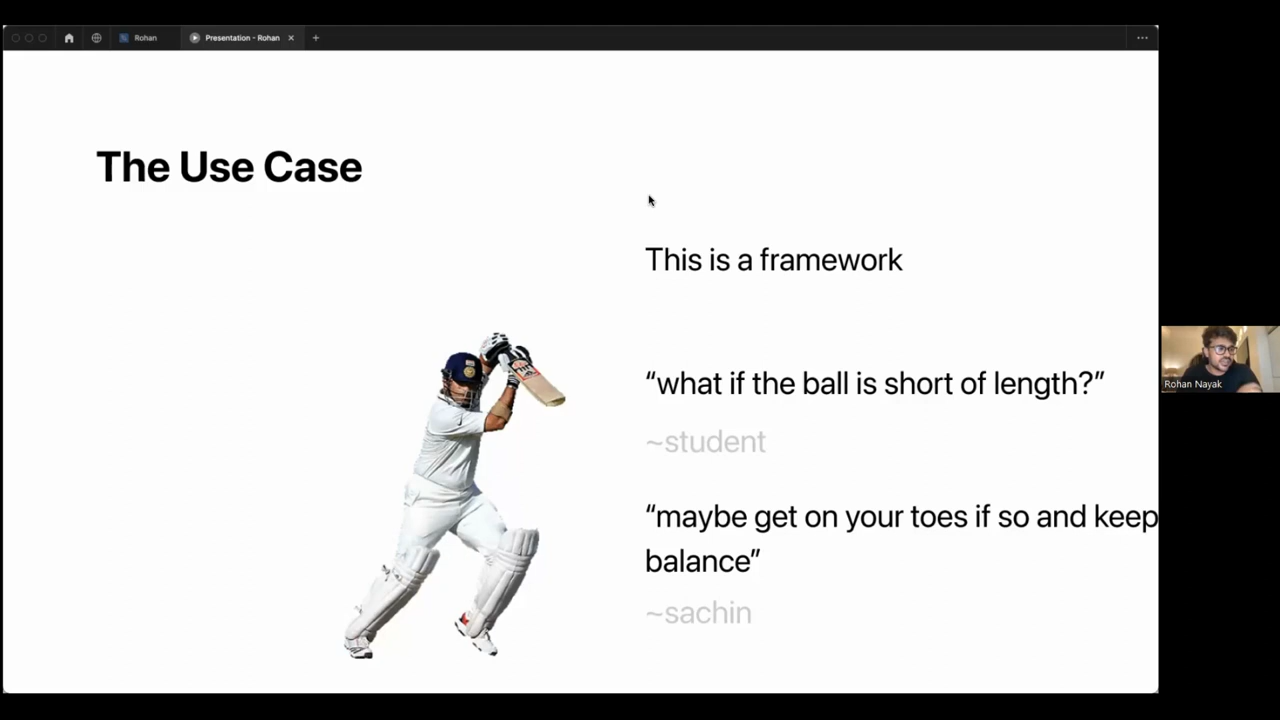 Rohan
Presentation - Rohan
The Use Case
This is a framework
“what if the ball is short of length?”
~student
“maybe get on your toes if so and keep
balance”
~sachin
Rohan Nayak